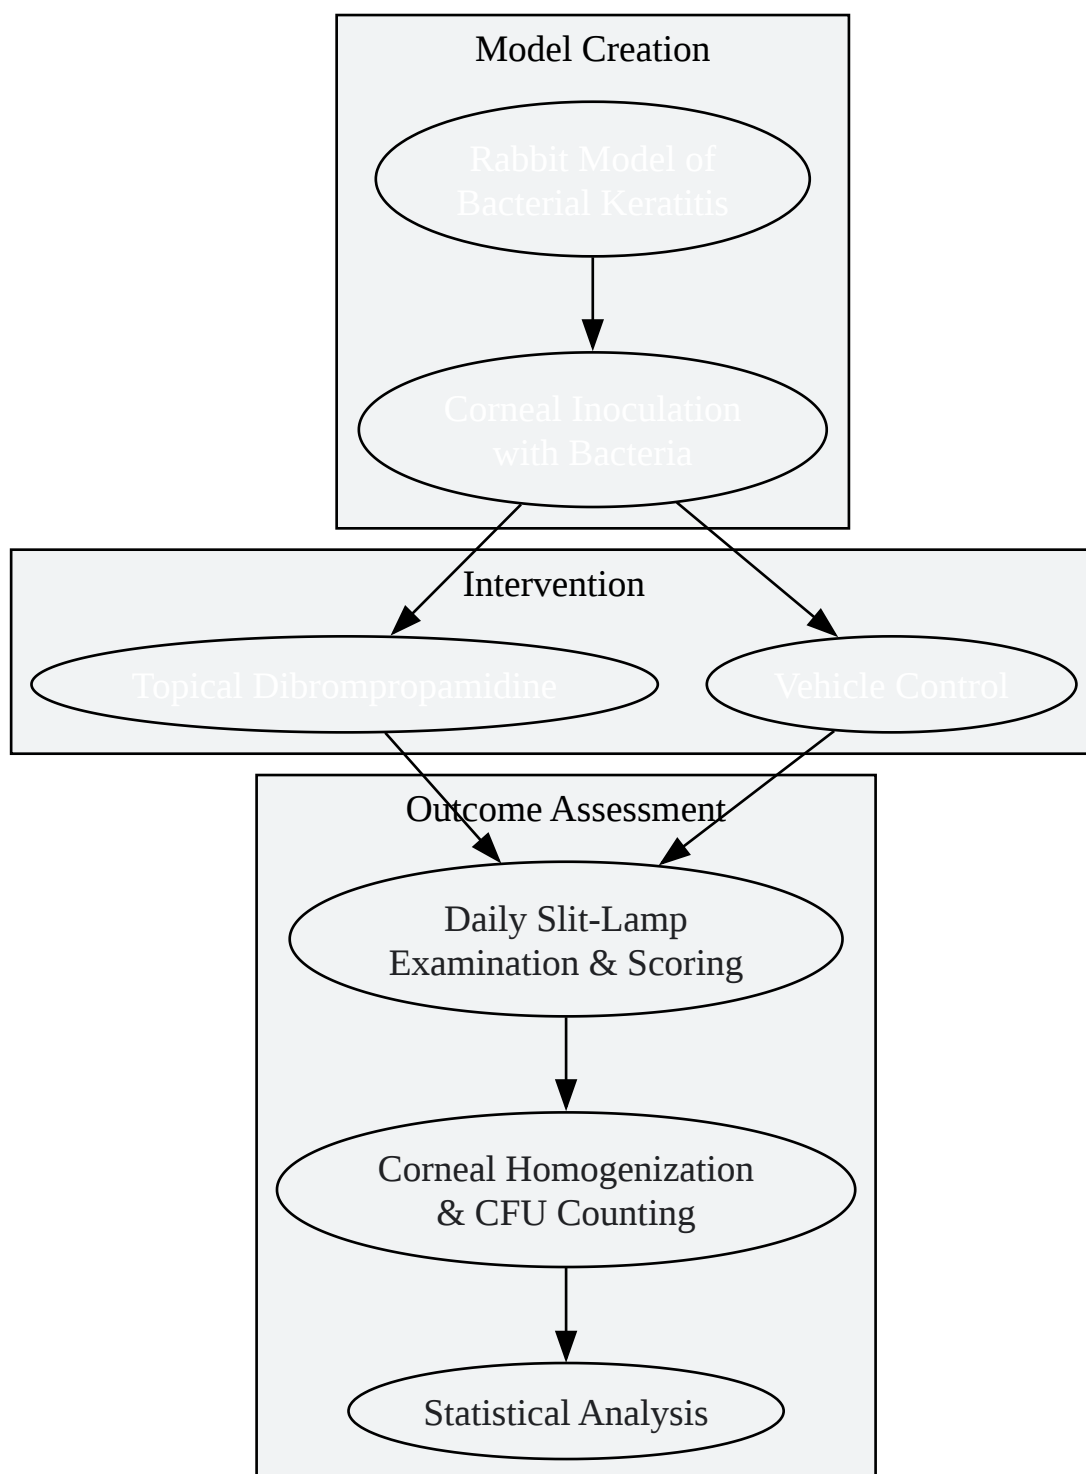 Model Creation
Rabbit Model of
Bacterial Keratitis
Corneal Inoculation
with Bacteria
Intervention
Topical Dibrompropamidine
Vehicle Control
Outcome Assessment
Daily Slit-Lamp
Examination & Scoring
Corneal Homogenization
& CFU Counting
Statistical Analysis